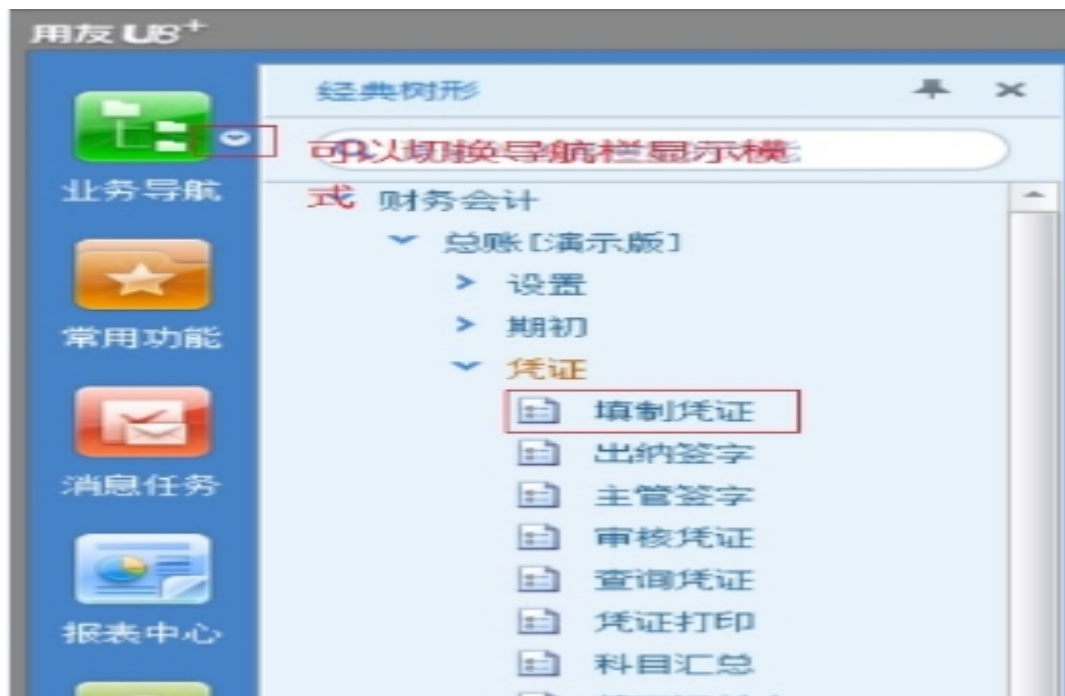 用友 U8+
经典树形
可以切换导航栏显示模
式
业务导航
财务会计
总账[演示版]
设置
期初
常用功能
凭证
填制凭证
出纳签字
消息任务
主管签字
审核凭证
查询凭证
凭证打印
报表中心
科目汇总